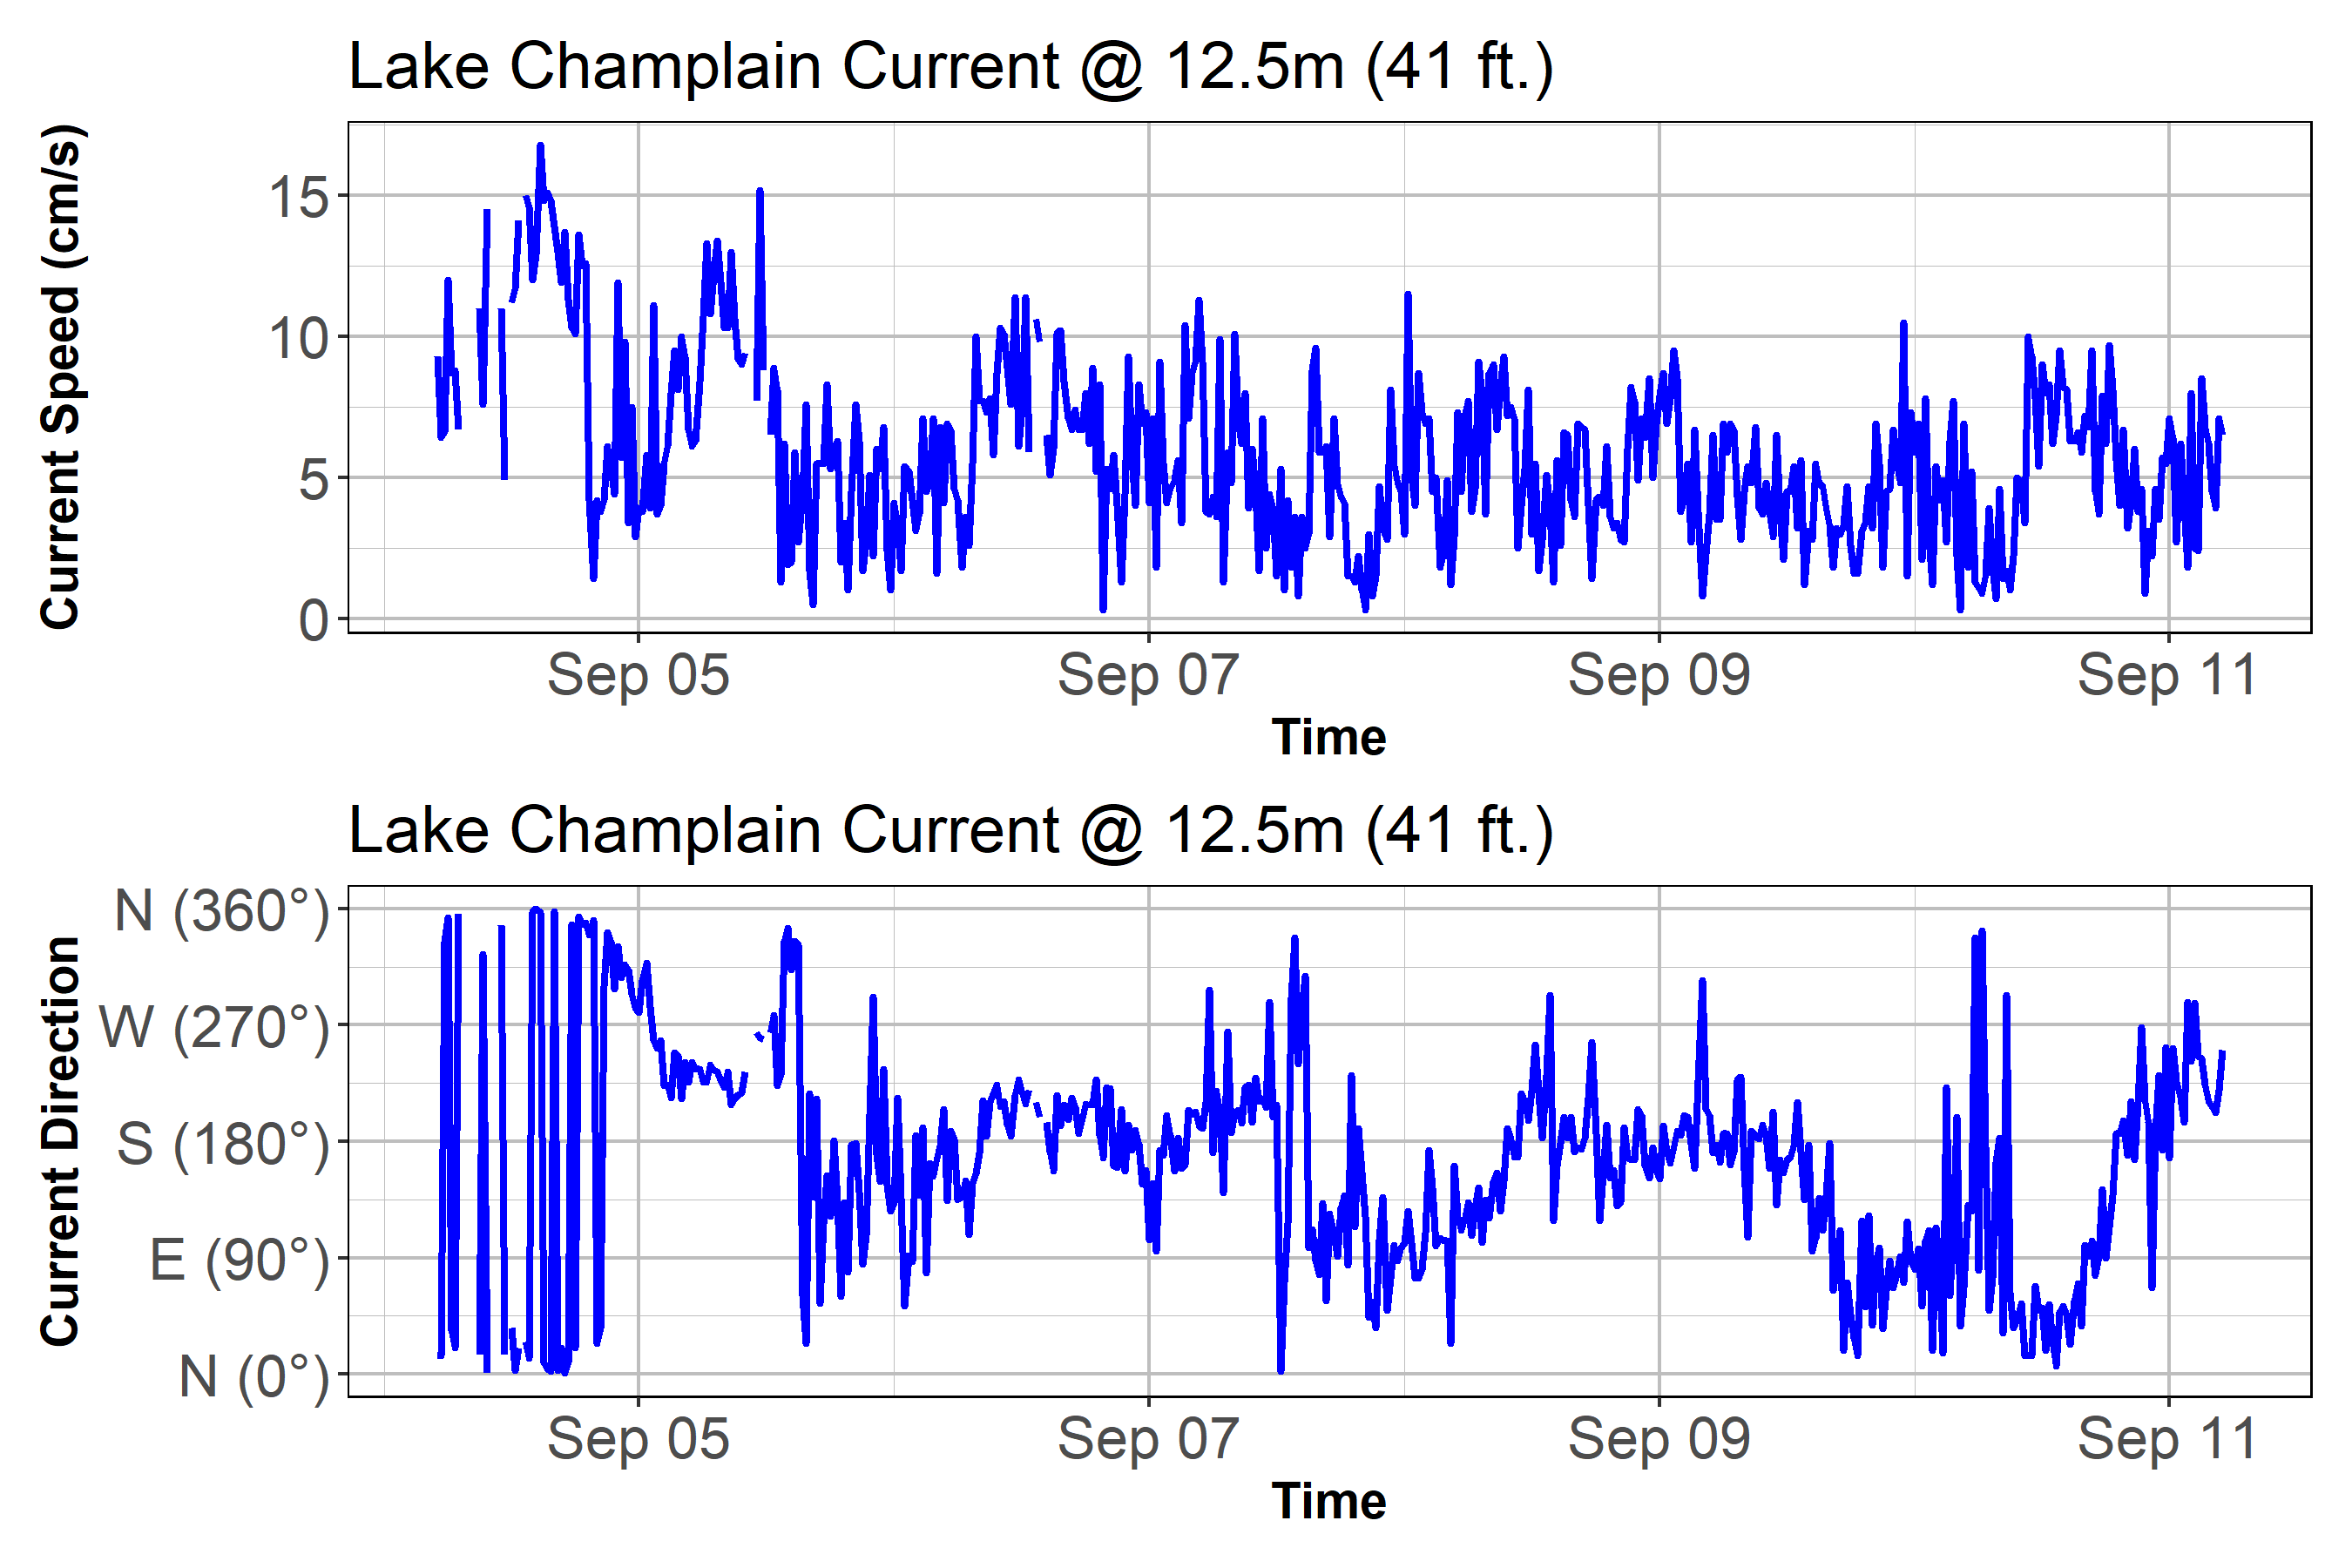 Lake Champlain Current @ 12.5m (41 ft.)
Current Speed (cm/s)
15
10
5
0
Sep 05 Sep 07 Sep 09 Sep 11
Time
Lake Champlain Current @ 12.5m (41 ft.)
Current Direction
N (360°)
W (270°)
S (180°)
E (90°)
N (0°)
Sep 05 Sep 07 Sep 09 Sep 11
Time